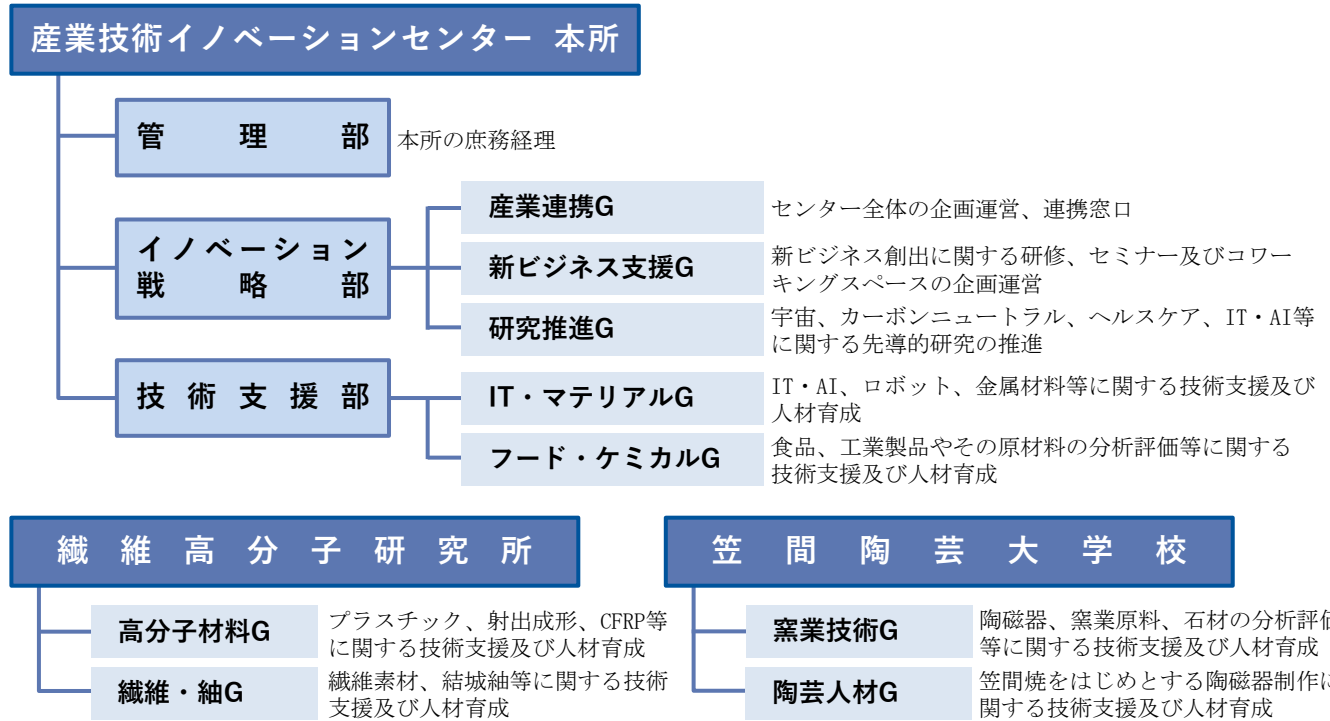 産業技術イノベーションセンター 本所
管理部
本所の庶務経理
イノベーション
戦略部
産業連携G
センター全体の企画運営、連携窓口
新ビジネス支援G
新ビジネス創出に関する研修、セミナー及びコワー
キングスペースの企画運営
研究推進G
宇宙、カーボンニュートラル、ヘルスケア、IT・AI等
に関する先導的研究の推進
技術支援部
IT・マテリアルG
IT・AI、ロボット、金属材料等に関する技術支援及び
人材育成
フード・ケミカルG
食品、工業製品やその原材料の分析評価等に関する
技術支援及び人材育成
繊維高分子研究所
高分子材料G
プラスチック、射出成形、CFRP等
に関する技術支援及び人材育成
繊維・紬G
繊維素材、結城紬等に関する技術
支援及び人材育成
笠間陶芸大学校
窯業技術G
陶磁器、窯業原料、石材の分析評価
等に関する技術支援及び人材育成
陶芸人材G
笠間焼をはじめとする陶磁器制作に
関する技術支援及び人材育成